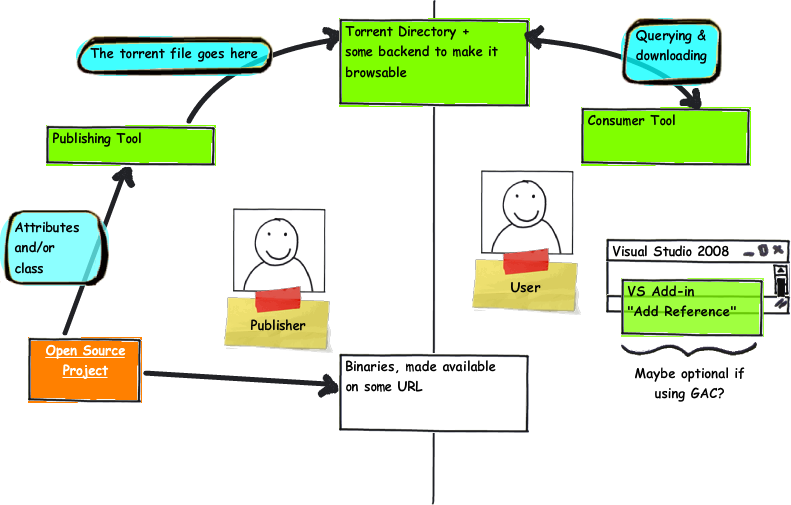 The torrent file goes here
Torrent Directory +
some backend to make it
browsable
Querying &
downloading
Publishing Tool
Consumer Tool
Attributes
and/or
class
Publisher
User
Visual Studio 2008
VS Add-in
"Add Reference"
Maybe optional if
using GAC?
Open Source
Project
Binaries, made available
on some URL